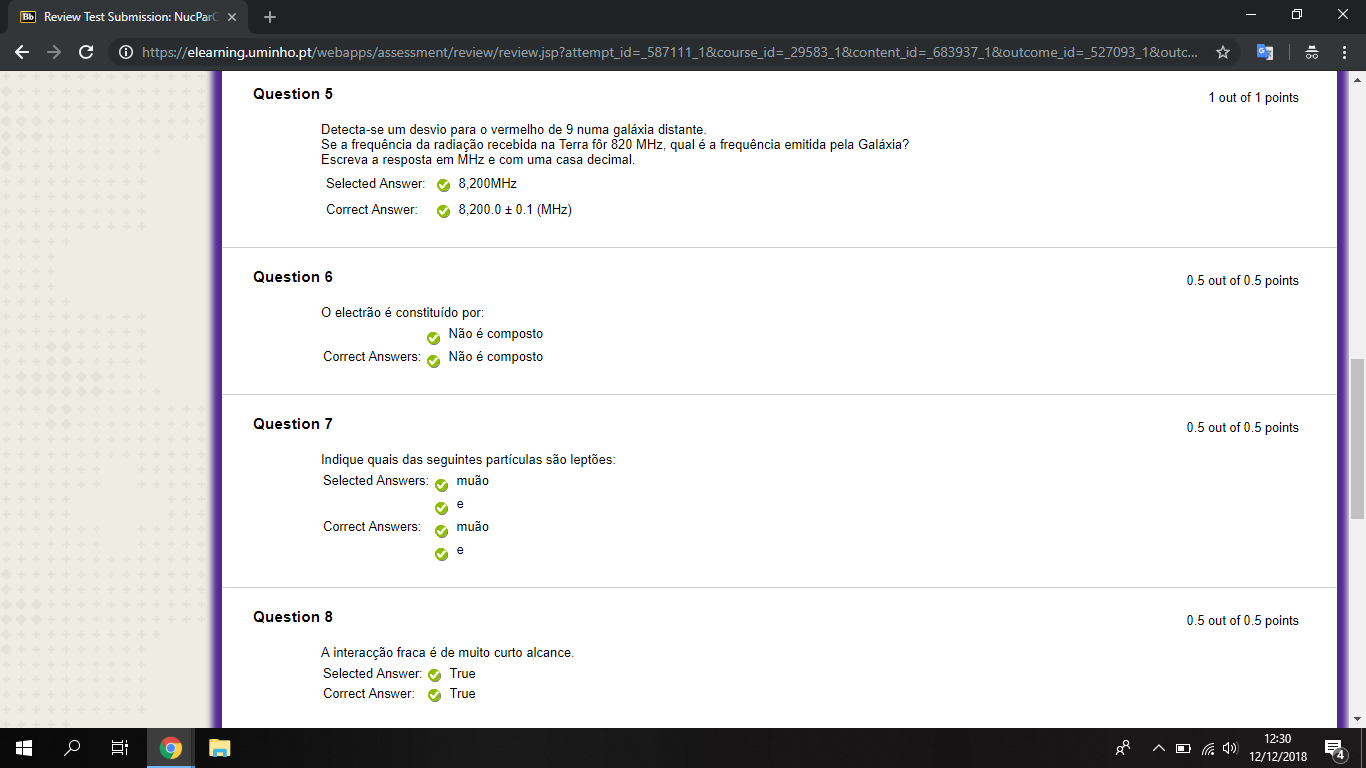 Bb Review Test Submission: NucParC
https://elearning.uminho.pt/webapps/assessment/review/review.jsp?attempt_id=_587111_1&course_id=_29583_1&content_id=_683937_1&outcome_id=_527093_1&outc...
Question 5
1 out of 1 points
Detecta-se um desvio para o vermelho de 9 numa galáxia distante.
Se a frequência da radiação recebida na Terra fôr 820 MHz, qual é a frequência emitida pela Galáxia?
Escreva a resposta em MHz e com uma casa decimal.
Selected Answer: 8,200MHz
Correct Answer: 8,200.0 ± 0.1 (MHz)
Question 6
0.5 out of 0.5 points
O electrão é constituído por:
Não é composto
Correct Answers: Não é composto
Question 7
0.5 out of 0.5 points
Indique quais das seguintes partículas são leptões:
Selected Answers: muão
e
Correct Answers: muão
e
Question 8
0.5 out of 0.5 points
A interacção fraca é de muito curto alcance.
Selected Answer: True
Correct Answer: True
12:30
12/12/2018
4